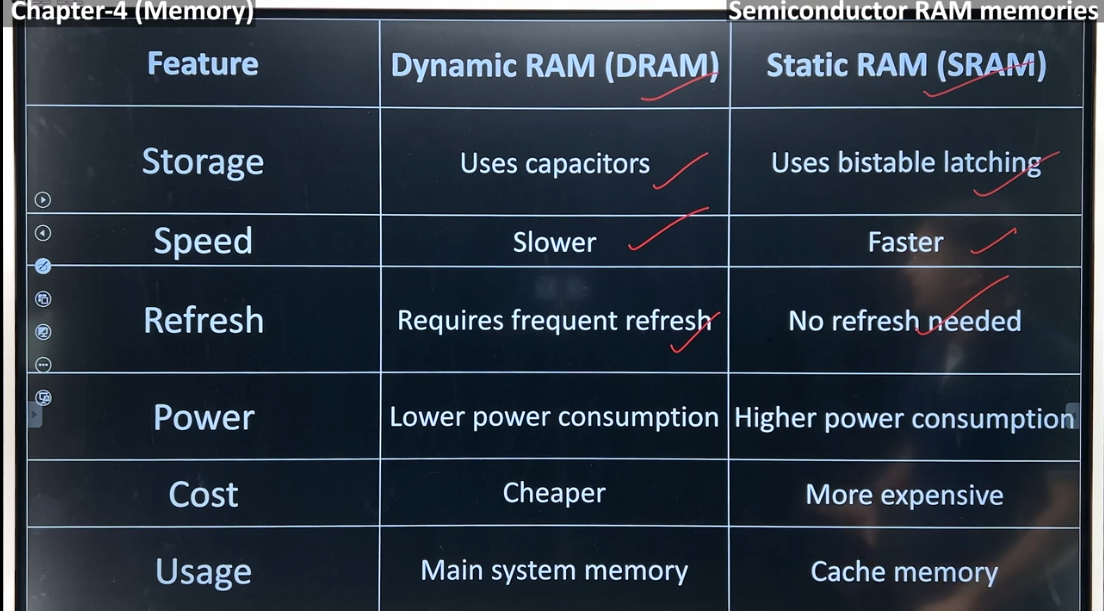 Chapter-4 (Memory)
Semiconductor RAM memories
Feature
Dynamic RAM (DRAM)
Static RAM (SRAM)
Storage
Uses capacitors
Uses bistable latching
Speed
Slower
Faster
Refresh
Requires frequent refresh
No refresh needed
Power
Lower power consumption
Higher power consumption
Cost
Cheaper
More expensive
Usage
Main system memory
Cache memory